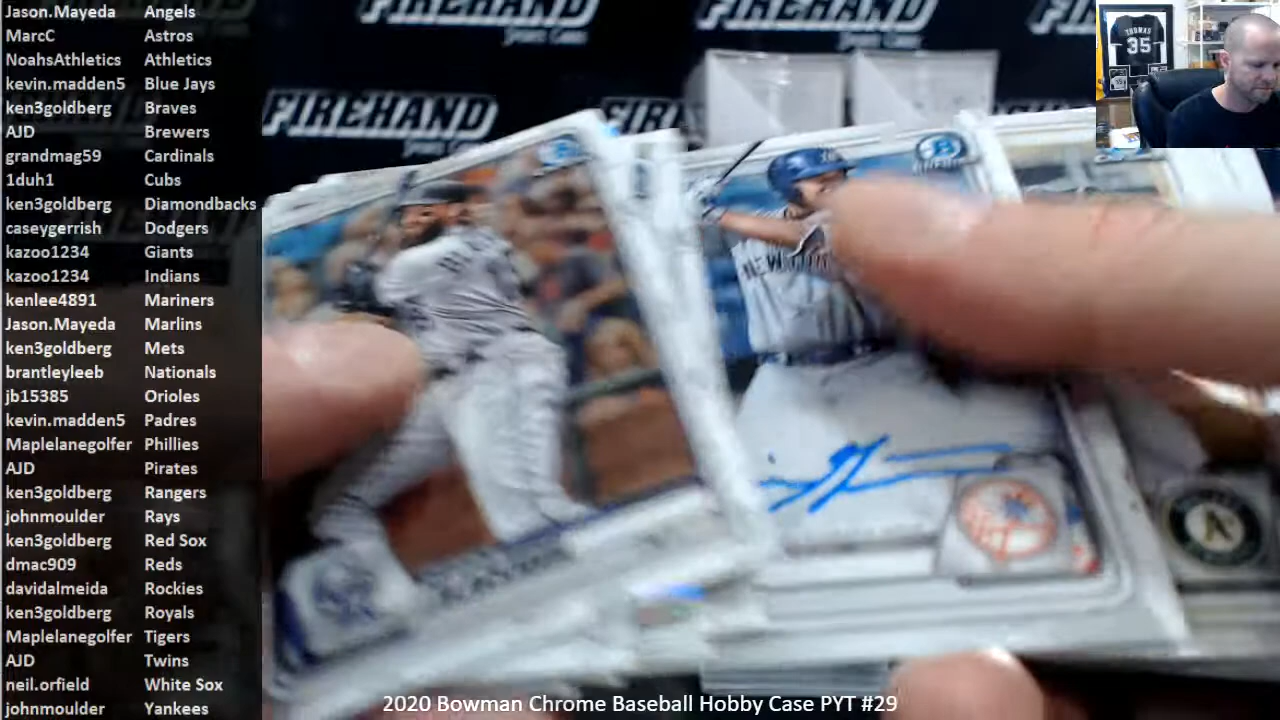 Jason.Mayeda Angels
MarcC Astros
NoahsAthletics Athletics
kevin.madden5 Blue Jays
ken3goldberg Braves
AJD Brewers
grandmag59 Cardinals
1duh1 Cubs
ken3goldberg Diamondbacks
caseygerrish Dodgers
kazoo1234 Giants
kazoo1234 Indians
kenlee4891 Mariners
Jason.Mayeda Marlins
ken3goldberg Mets
brantleyleeb Nationals
jb15385 Orioles
kevin.madden5 Padres
Maplelanegolfer Phillies
AJD Pirates
ken3goldberg Rangers
johnmoulder Rays
ken3goldberg Red Sox
dmac909 Reds
davidalmeida Rockies
ken3goldberg Royals
Maplelanegolfer Tigers
AJD Twins
neil.orfield White Sox
johnmoulder Yankees
FIREHAND
FIREHAND
FIREHAND
THOMAS
35
NEW
2020 Bowman Chrome Baseball Hobby Case PYT #29